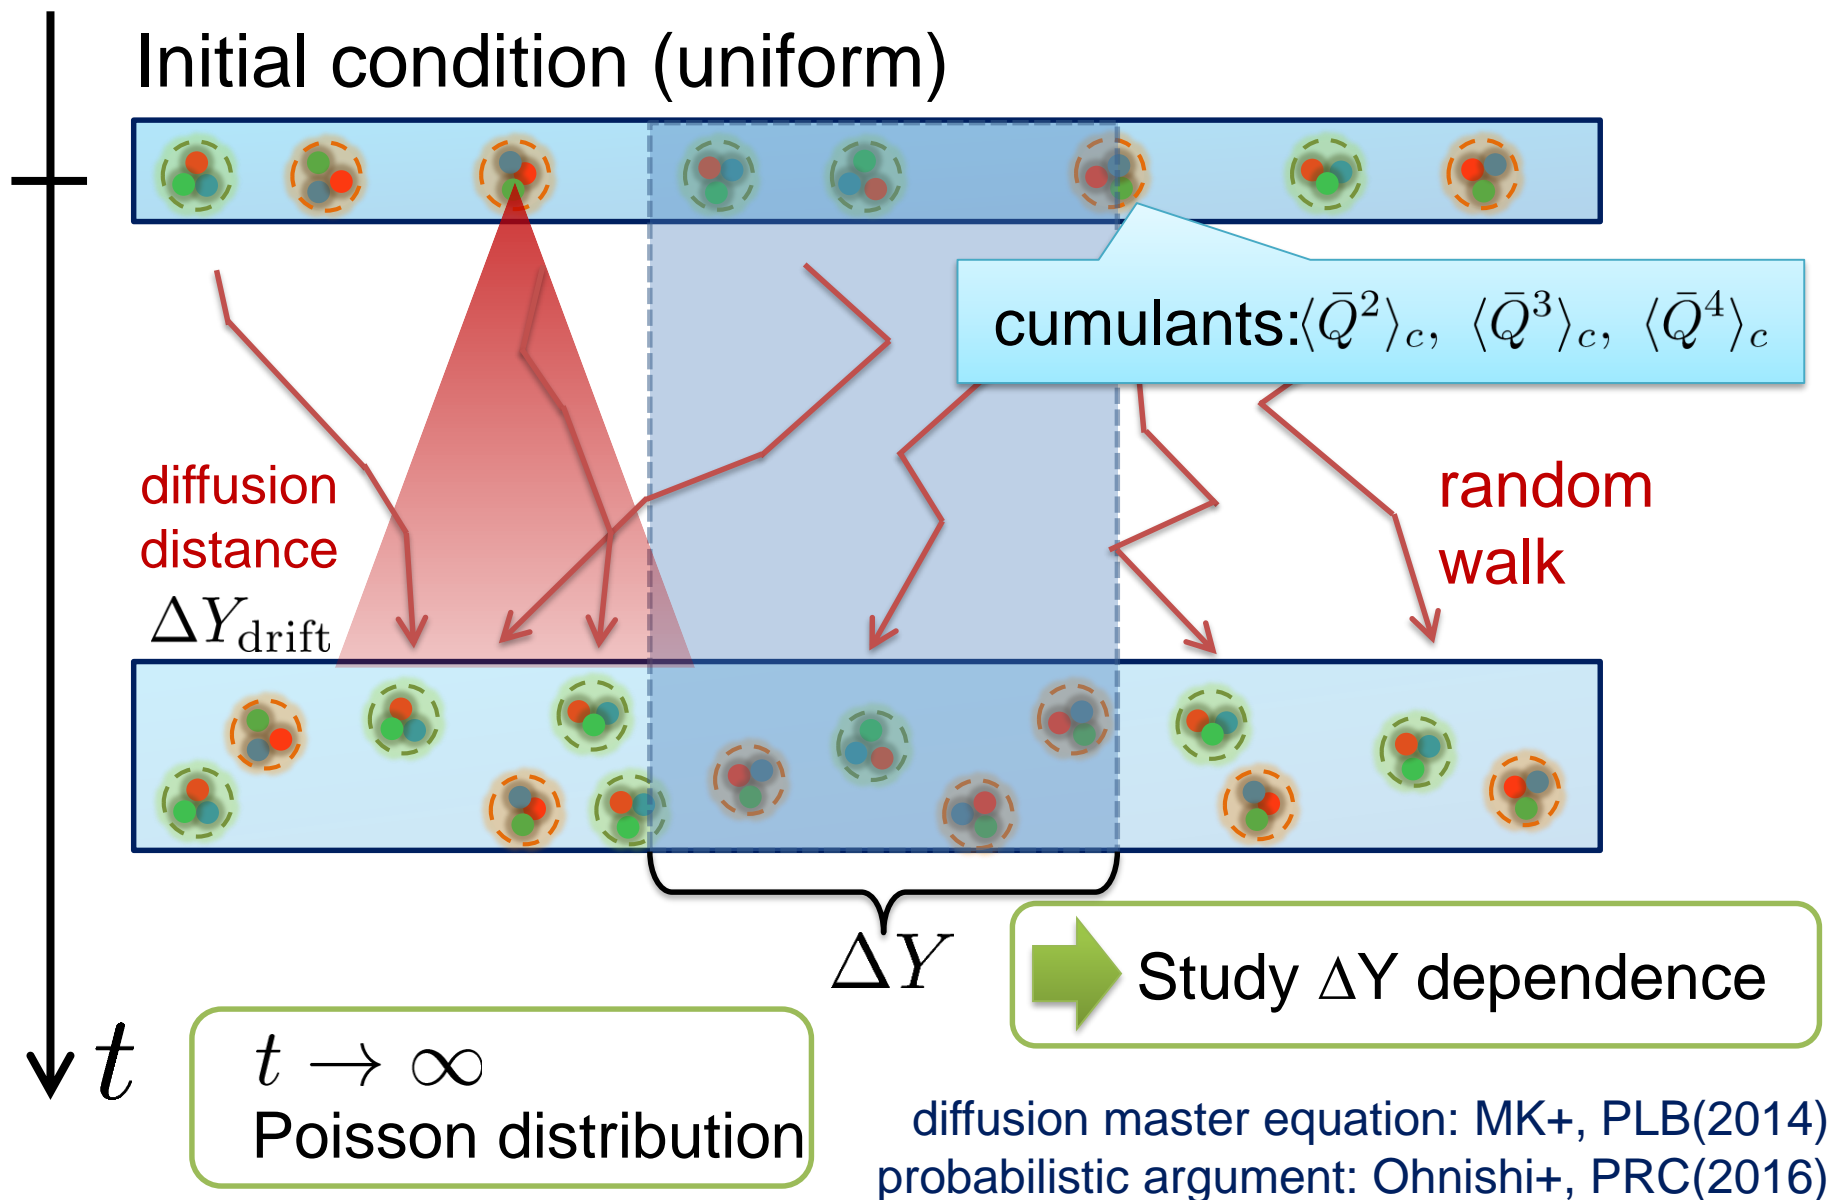 Initial condition (uniform)
cumulants:⟨Q̄²⟩c, ⟨Q̄³⟩c, ⟨Q̄⁴⟩c
diffusion
distance
ΔY_drift
random
walk
ΔY
Study ΔY dependence
t
t → ∞
Poisson distribution
diffusion master equation: MK+, PLB(2014)
probabilistic argument: Ohnishi+, PRC(2016)